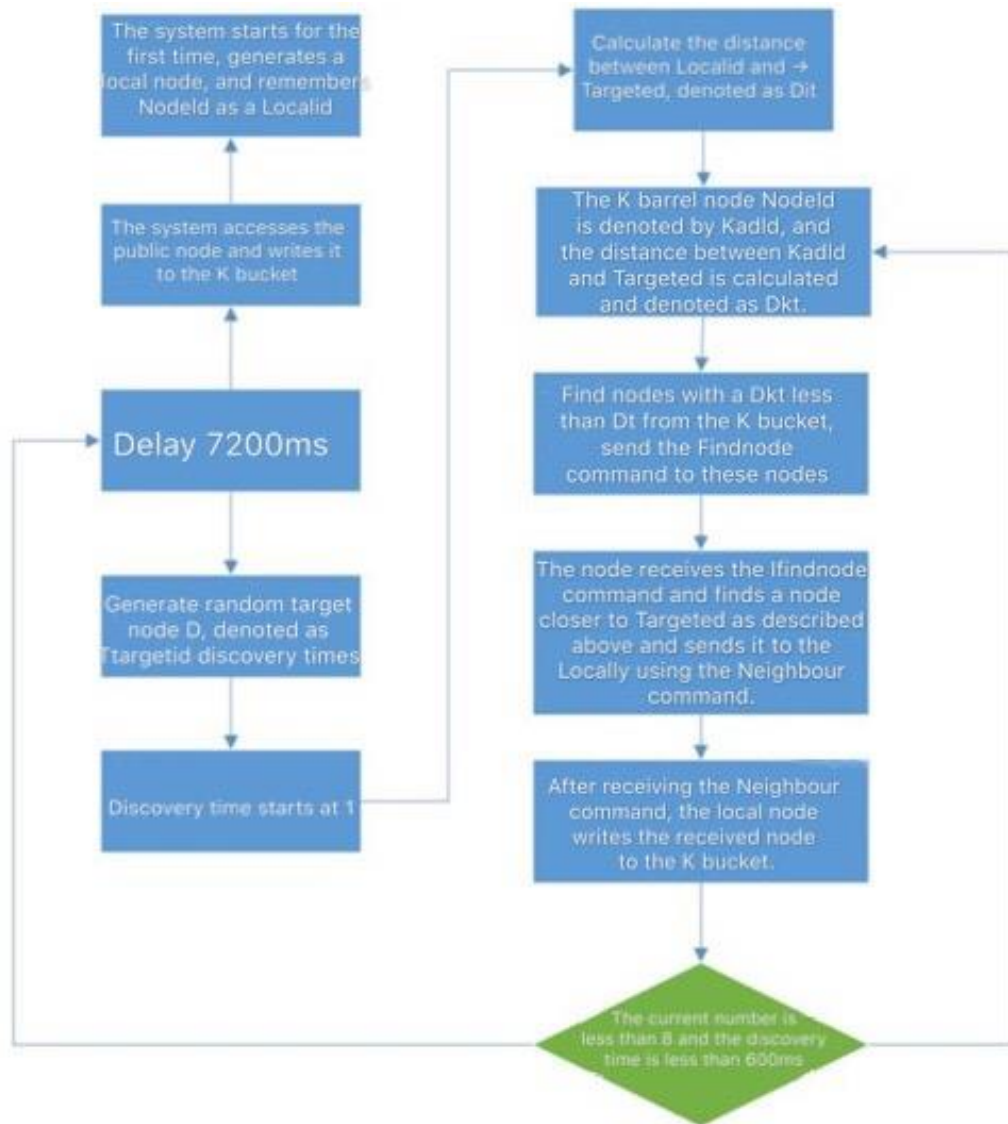 The system starts for the
first time, generates a
local node, and remembers
NodeId as a Localid
The system accesses the
public node and writes it
to the K bucket
Delay 7200ms
Generate random target
node D, denoted as
Ttargetid discovery times
Discovery time starts at 1
Calculate the distance
between Localid and →
Targeted, denoted as Dit
The K barrel node NodeId
is denoted by KadId, and
the distance between KadId
and Targeted is calculated
and denoted as Dkt.
Find nodes with a Dkt less
than Dt from the K bucket,
send the Findnode
command to these nodes
The node receives the Ifindnode
command and finds a node
closer to Targeted as described
above and sends it to the
Locally using the Neighbour
command.
After receiving the Neighbour
command, the local node
writes the received node
to the K bucket.
The current number is
less than 8 and the discovery
time is less than 600ms